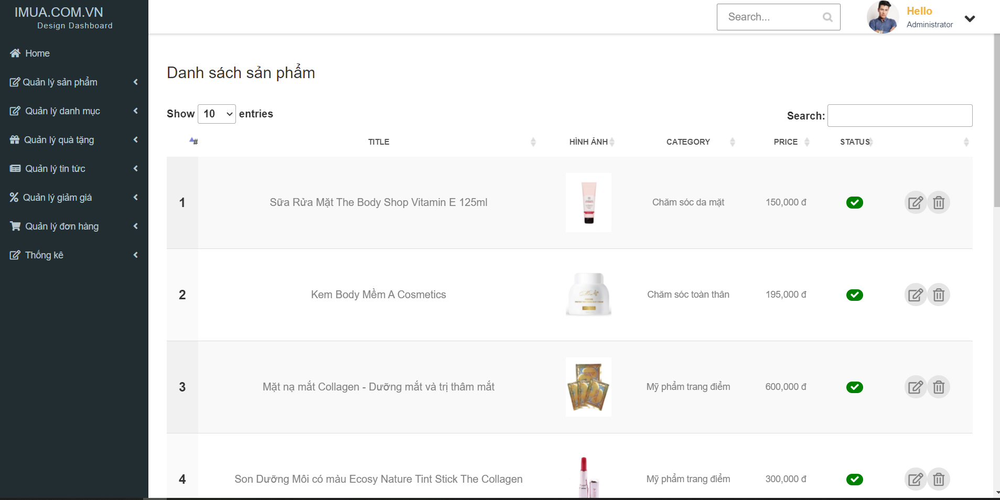 IMUA.COM.VN
Design Dashboard
Search...
Hello
Administrator
Home
Quản lý sản phẩm
Quản lý danh mục
Quản lý quà tặng
Quản lý tin tức
Quản lý giảm giá
Quản lý đơn hàng
Thống kê
Danh sách sản phẩm
Show 10 entries
Search:
# TITLE HÌNH ẢNH CATEGORY PRICE STATUS
1 Sữa Rửa Mặt The Body Shop Vitamin E 125ml Chăm sóc da mặt 150,000 đ
2 Kem Body Mềm A Cosmetics Chăm sóc toàn thân 195,000 đ
3 Mặt nạ mắt Collagen - Dưỡng mắt và trị thâm mắt Mỹ phẩm trang điểm 600,000 đ
4 Son Dưỡng Môi có màu Ecosy Nature Tint Stick The Collagen Mỹ phẩm trang điểm 300,000 đ